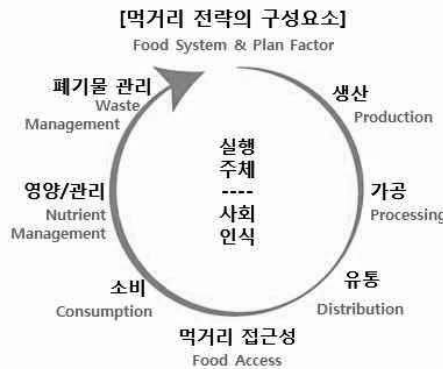 [먹거리 전략의 구성요소]
Food System & Plan Factor
생산
Production
가공
Processing
유통
Distribution
먹거리 접근성
Food Access
소비
Consumption
영양/관리
Nutrient
Management
폐기물 관리
Waste
Management
실행
주체
----
사회
인식